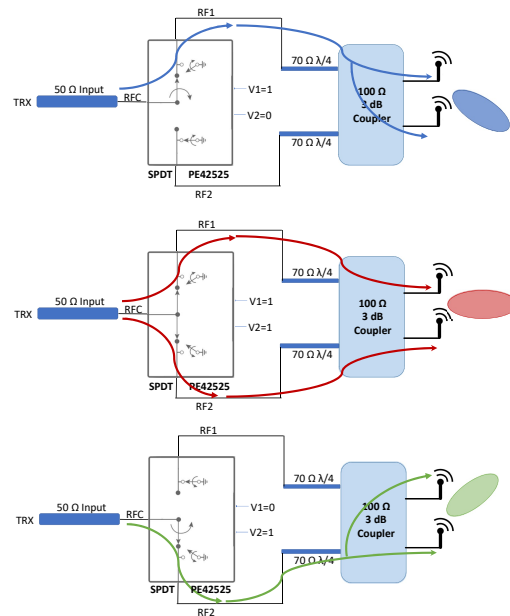 RF1
50 Ω Input
TRX
RFC
V1=1
V2=0
70 Ω λ/4
100 Ω
3 dB
Coupler
70 Ω λ/4
SPDT PE42525
RF2
RF1
50 Ω Input
TRX
RFC
V1=1
V2=1
70 Ω λ/4
100 Ω
3 dB
Coupler
70 Ω λ/4
SPDT PE42525
RF2
RF1
50 Ω Input
TRX
RFC
V1=0
V2=1
70 Ω λ/4
100 Ω
3 dB
Coupler
70 Ω λ/4
SPDT PE42525
RF2